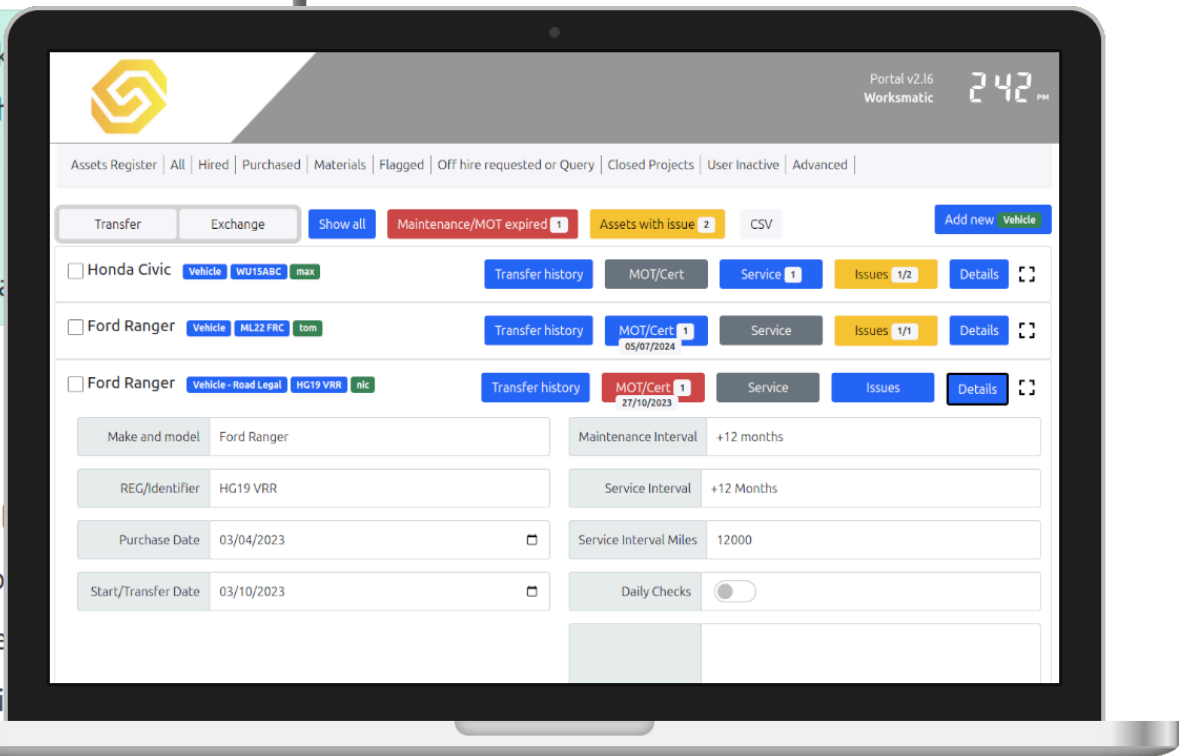 Portal v2.l6
Worksmatic
242 PM
Assets Register | All | Hired | Purchased | Materials | Flagged | Off hire requested or Query | Closed Projects | User Inactive | Advanced |
Transfer Exchange Show all Maintenance/MOT expired 1 Assets with issue 2 CSV Add new Vehicle
Honda Civic Vehicle WU15ABC max Transfer history MOT/Cert Service 1 Issues 1/2 Details
Ford Ranger Vehicle ML22 FRC tom Transfer history MOT/Cert 1 Service Issues 1/1 Details
05/07/2024
Ford Ranger Vehicle - Road Legal HG19 VRR nic Transfer history MOT/Cert 1 Service Issues Details
27/10/2023
Make and model Ford Ranger Maintenance Interval +12 months
REG/Identifier HG19 VRR Service Interval +12 Months
Purchase Date 03/04/2023 Service Interval Miles 12000
Start/Transfer Date 03/10/2023 Daily Checks